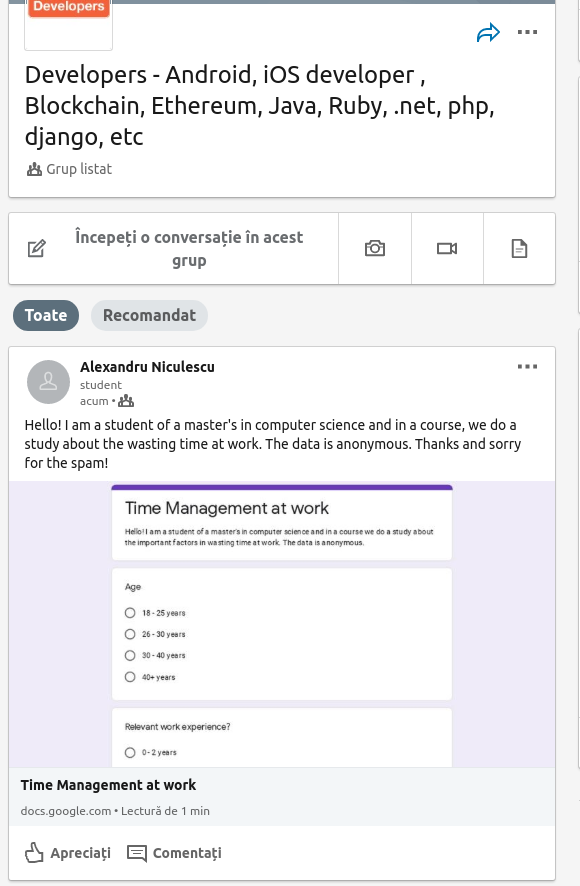 Developers
Developers - Android, iOS developer ,
Blockchain, Ethereum, Java, Ruby, .net, php,
django, etc
Grup listat
Începeți o conversație în acest
grup
Toate
Recomandat
Alexandru Niculescu
student
acum •
Hello! I am a student of a master's in computer science and in a course, we do a
study about the wasting time at work. The data is anonymous. Thanks and sorry
for the spam!
Time Management at work
Hello! I am a student of a master's in computer science and in a course we do a study about
the important factors in wasting time at work. The data is anonymous.
Age
18 - 25 years
26 - 30 years
30 - 40 years
40+ years
Relevant work experience?
0 - 2 years
Time Management at work
docs.google.com • Lectură de 1 min
Apreciați
Comentați